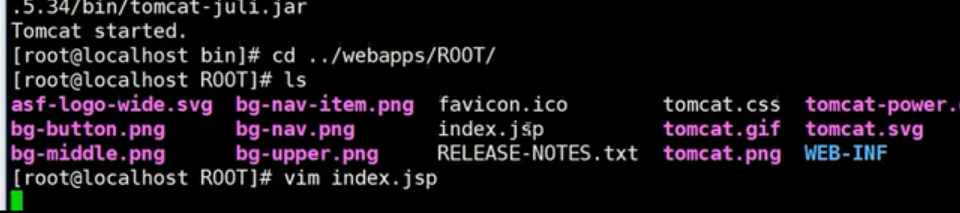 .5.34/bin/tomcat-juli.jar
Tomcat started.
[root@localhost bin]# cd ../webapps/ROOT/
[root@localhost ROOT]# ls
asf-logo-wide.svg bg-nav-item.png favicon.ico tomcat.css tomcat-power.
bg-button.png bg-nav.png index.jsp tomcat.gif tomcat.svg
bg-middle.png bg-upper.png RELEASE-NOTES.txt tomcat.png WEB-INF
[root@localhost ROOT]# vim index.jsp